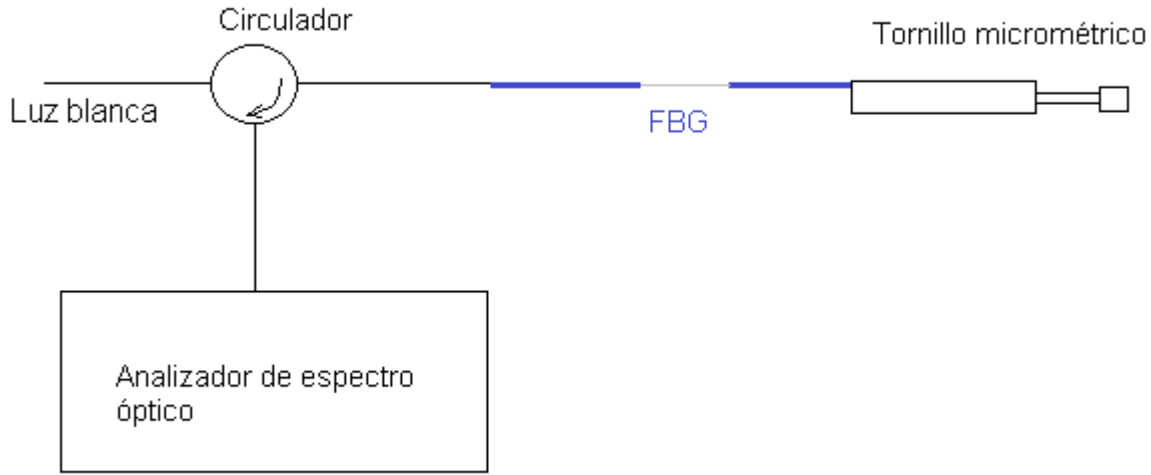 Circulador
Tornillo micrométrico
Luz blanca
FBG
Analizador de espectro
óptico